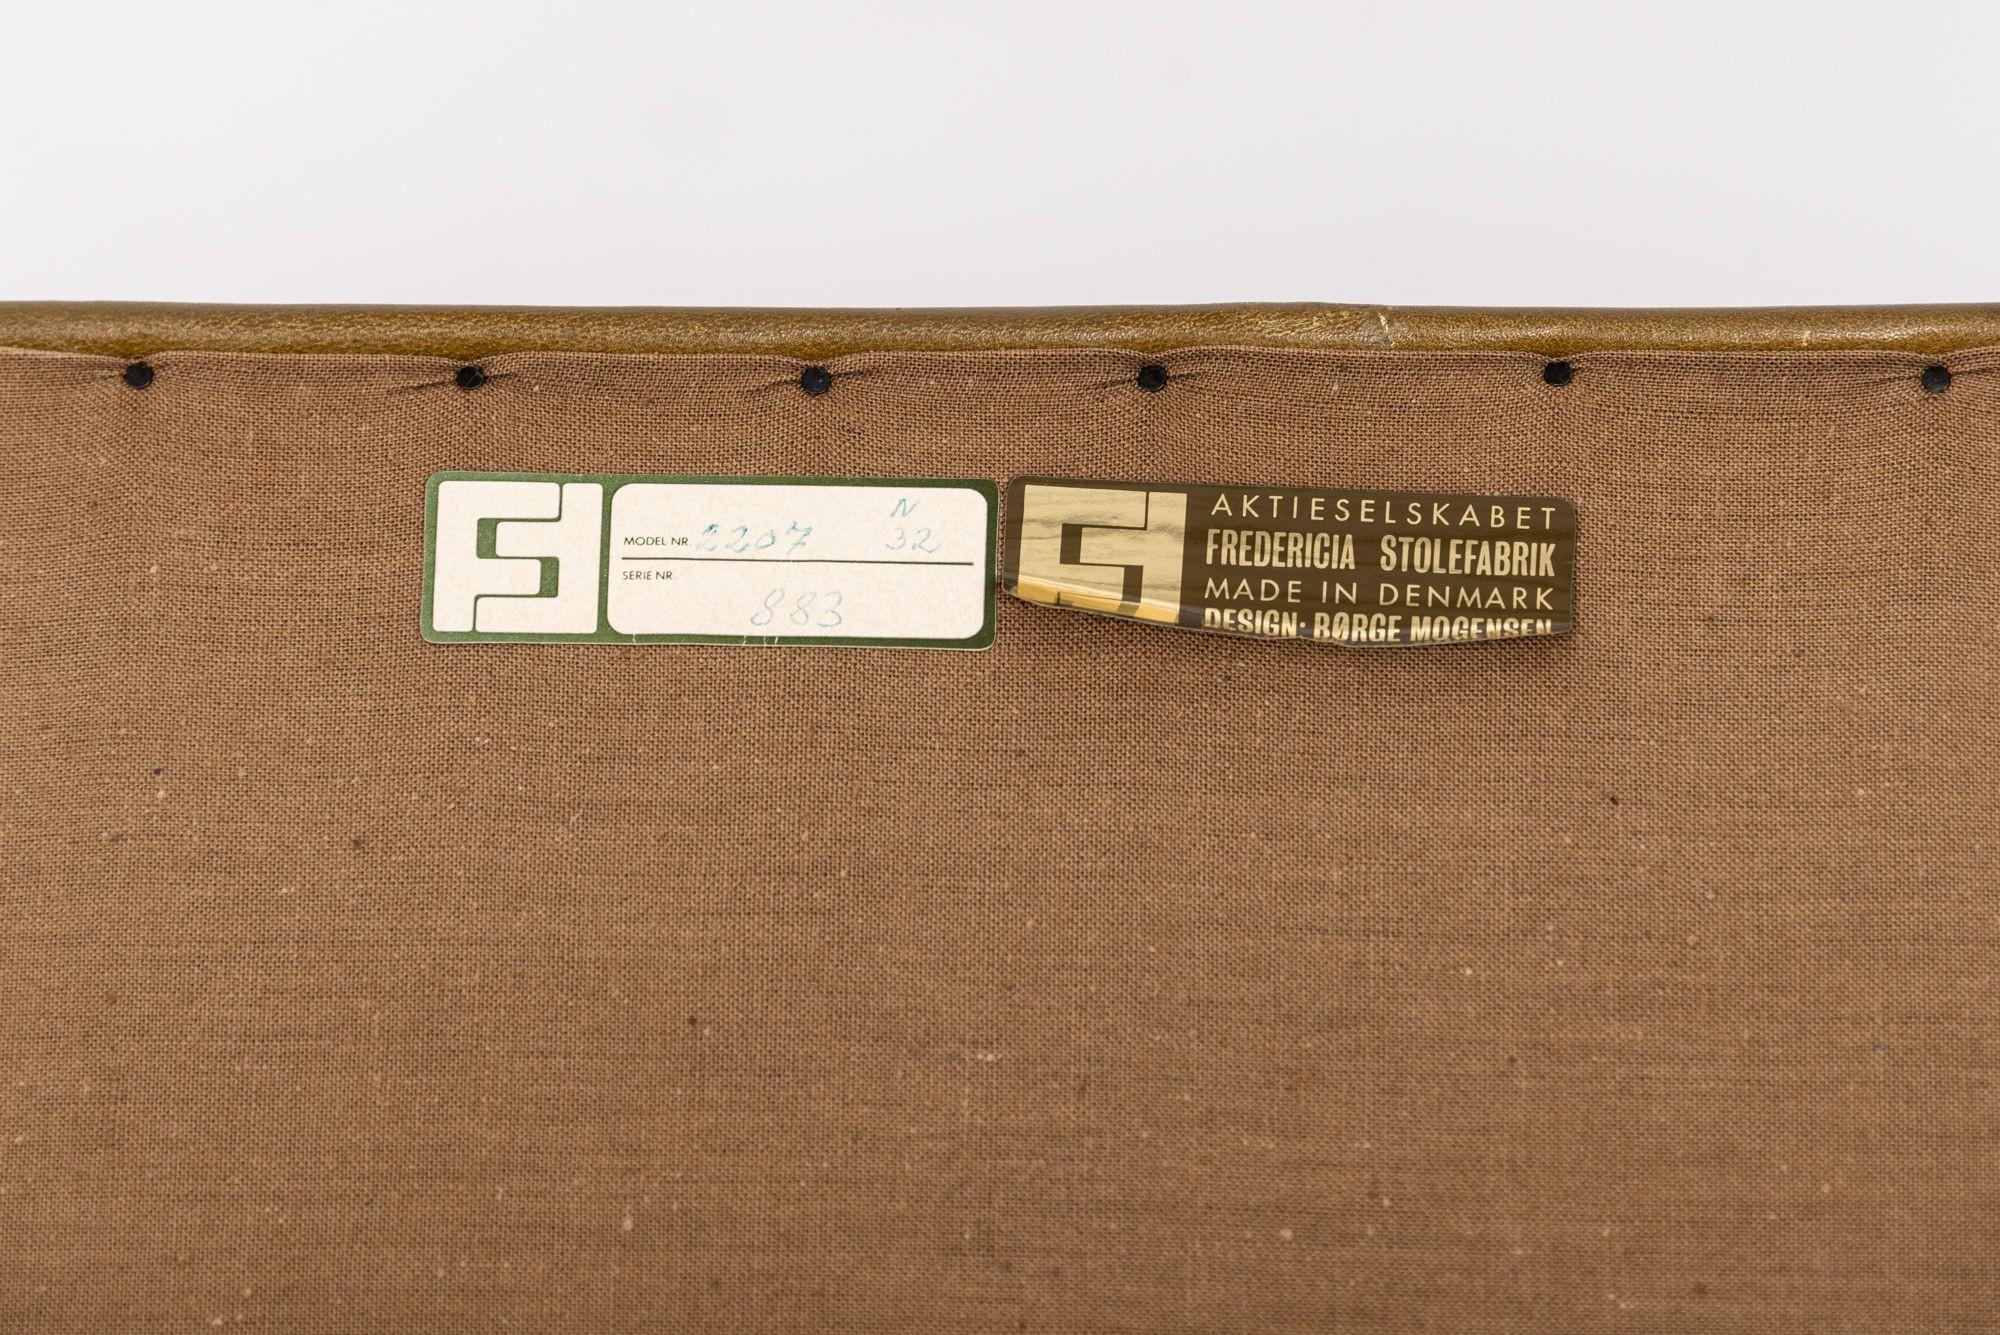 N
MODEL NR. 2207 32
SERIE NR.
883
AKTIESELSKABET
FREDERICIA STOLEFABRIK
MADE IN DENMARK
DESIGN: BØRGE MOGENSEN